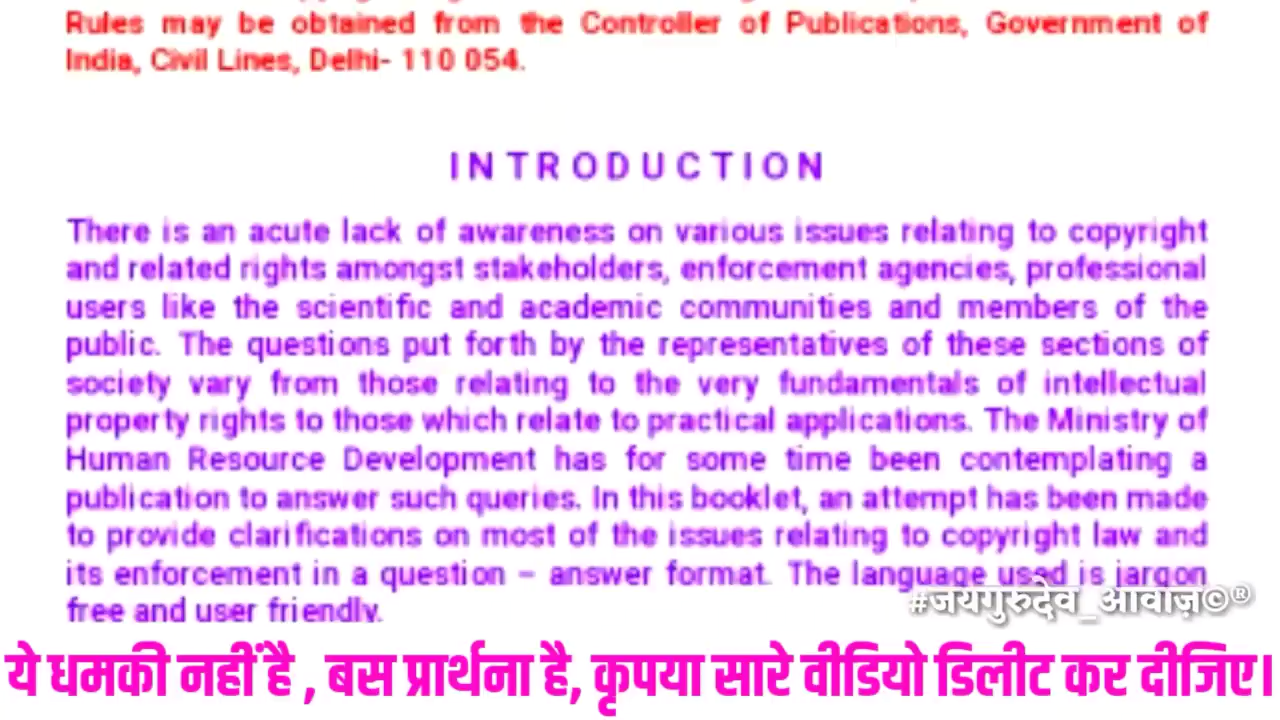 Rules may be obtained from the Controller of Publications, Government of
India, Civil Lines, Delhi- 110 054.
INTRODUCTION
There is an acute lack of awareness on various issues relating to copyright
and related rights amongst stakeholders, enforcement agencies, professional
users like the scientific and academic communities and members of the
public. The questions put forth by the representatives of these sections of
society vary from those relating to the very fundamentals of intellectual
property rights to those which relate to practical applications. The Ministry of
Human Resource Development has for some time been contemplating a
publication to answer such queries. In this booklet, an attempt has been made
to provide clarifications on most of the issues relating to copyright law and
its enforcement in a question – answer format. The language used is jargon
#जयगुरुदेव_आवाज़©®
free and user friendly.
ये धमकी नहीं है , बस प्रार्थना है, कृपया सारे वीडियो डिलीट कर दीजिए।